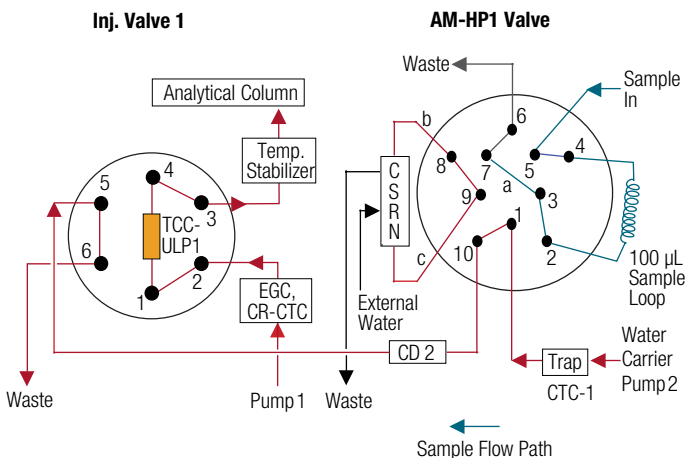 Inj. Valve 1
AM-HP1 Valve
Analytical Column
Temp.
Stabilizer
4
5
3
TCC-
ULP1
6
2
1
EGC,
CR-CTC
Waste
Pump 1
Waste
Sample
In
6
b
4
8
7
5
C
S
R
N
a
9
3
1
10
2
c
100 µL
Sample
Loop
External
Water
CD 2
Waste
Trap
CTC-1
Water
Carrier
Pump 2
Sample Flow Path